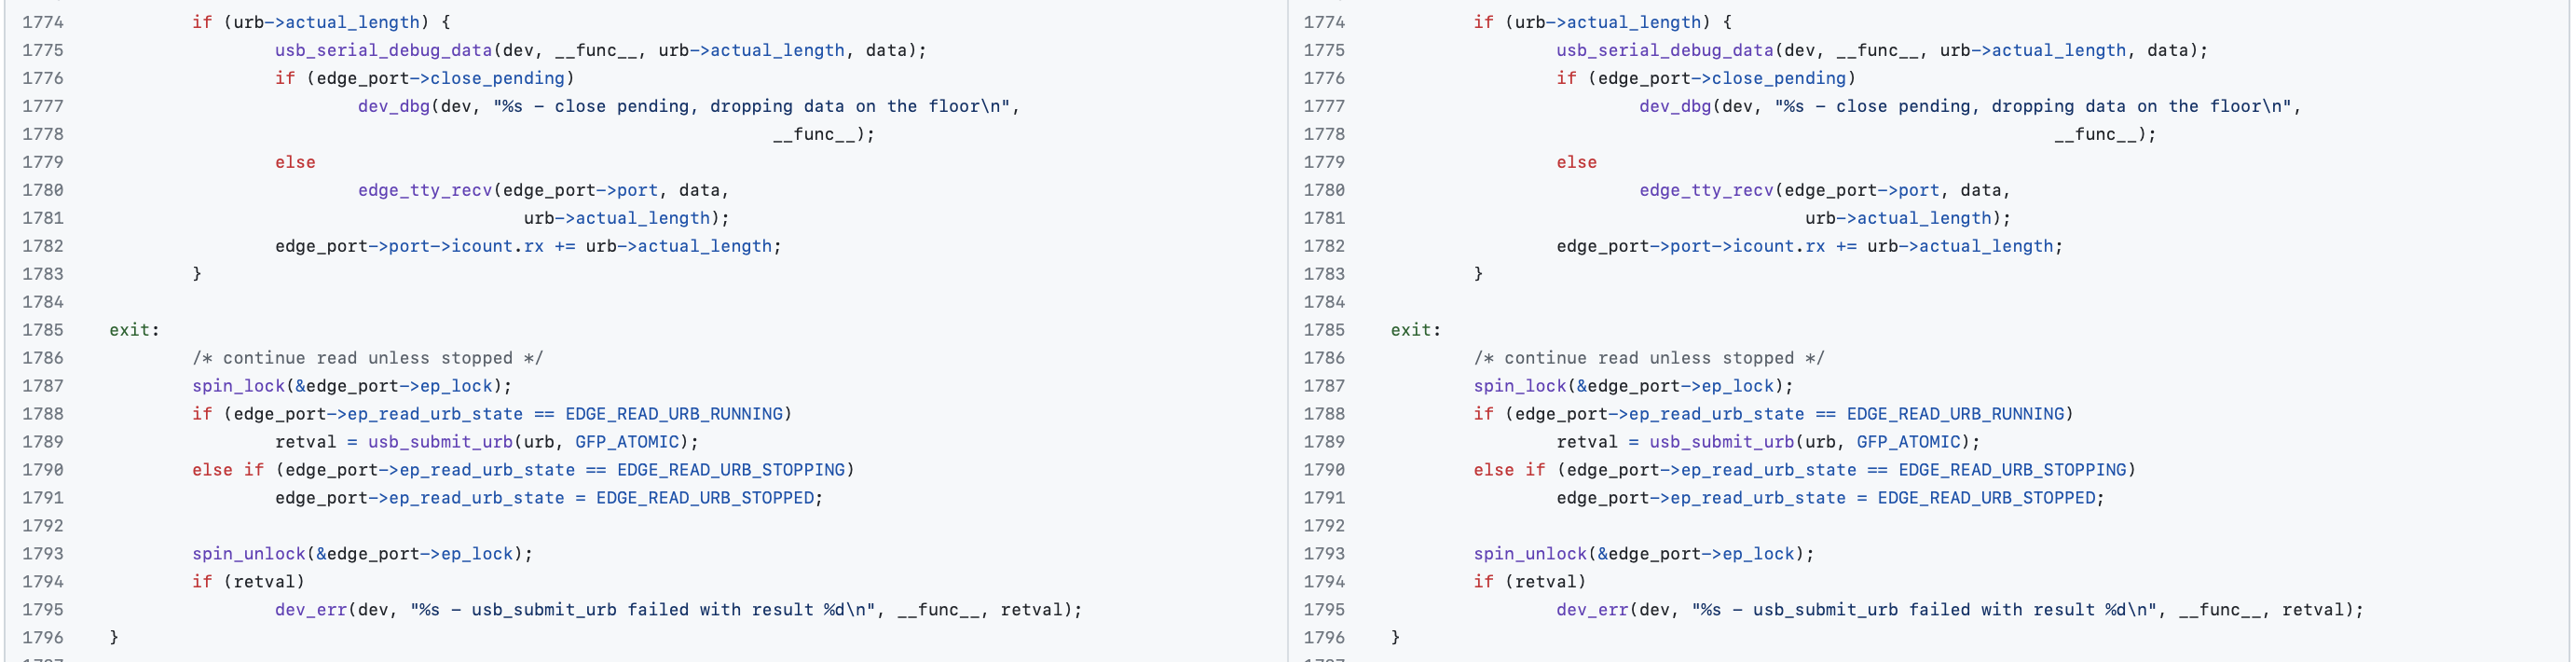 1774 if (urb->actual_length) {
1775 usb_serial_debug_data(dev, __func__, urb->actual_length, data);
1776 if (edge_port->close_pending)
1777 dev_dbg(dev, "%s - close pending, dropping data on the floor\n",
1778 __func__);
1779 else
1780 edge_tty_recv(edge_port->port, data,
1781 urb->actual_length);
1782 edge_port->port->icount.rx += urb->actual_length;
1783 }
1784
1785 exit:
1786 /* continue read unless stopped */
1787 spin_lock(&edge_port->ep_lock);
1788 if (edge_port->ep_read_urb_state == EDGE_READ_URB_RUNNING)
1789 retval = usb_submit_urb(urb, GFP_ATOMIC);
1790 else if (edge_port->ep_read_urb_state == EDGE_READ_URB_STOPPING)
1791 edge_port->ep_read_urb_state = EDGE_READ_URB_STOPPED;
1792
1793 spin_unlock(&edge_port->ep_lock);
1794 if (retval)
1795 dev_err(dev, "%s - usb_submit_urb failed with result %d\n", __func__, retval);
1796 }
1774 if (urb->actual_length) {
1775 usb_serial_debug_data(dev, __func__, urb->actual_length, data);
1776 if (edge_port->close_pending)
1777 dev_dbg(dev, "%s - close pending, dropping data on the floor\n",
1778 __func__);
1779 else
1780 edge_tty_recv(edge_port->port, data,
1781 urb->actual_length);
1782 edge_port->port->icount.rx += urb->actual_length;
1783 }
1784
1785 exit:
1786 /* continue read unless stopped */
1787 spin_lock(&edge_port->ep_lock);
1788 if (edge_port->ep_read_urb_state == EDGE_READ_URB_RUNNING)
1789 retval = usb_submit_urb(urb, GFP_ATOMIC);
1790 else if (edge_port->ep_read_urb_state == EDGE_READ_URB_STOPPING)
1791 edge_port->ep_read_urb_state = EDGE_READ_URB_STOPPED;
1792
1793 spin_unlock(&edge_port->ep_lock);
1794 if (retval)
1795 dev_err(dev, "%s - usb_submit_urb failed with result %d\n", __func__, retval);
1796 }